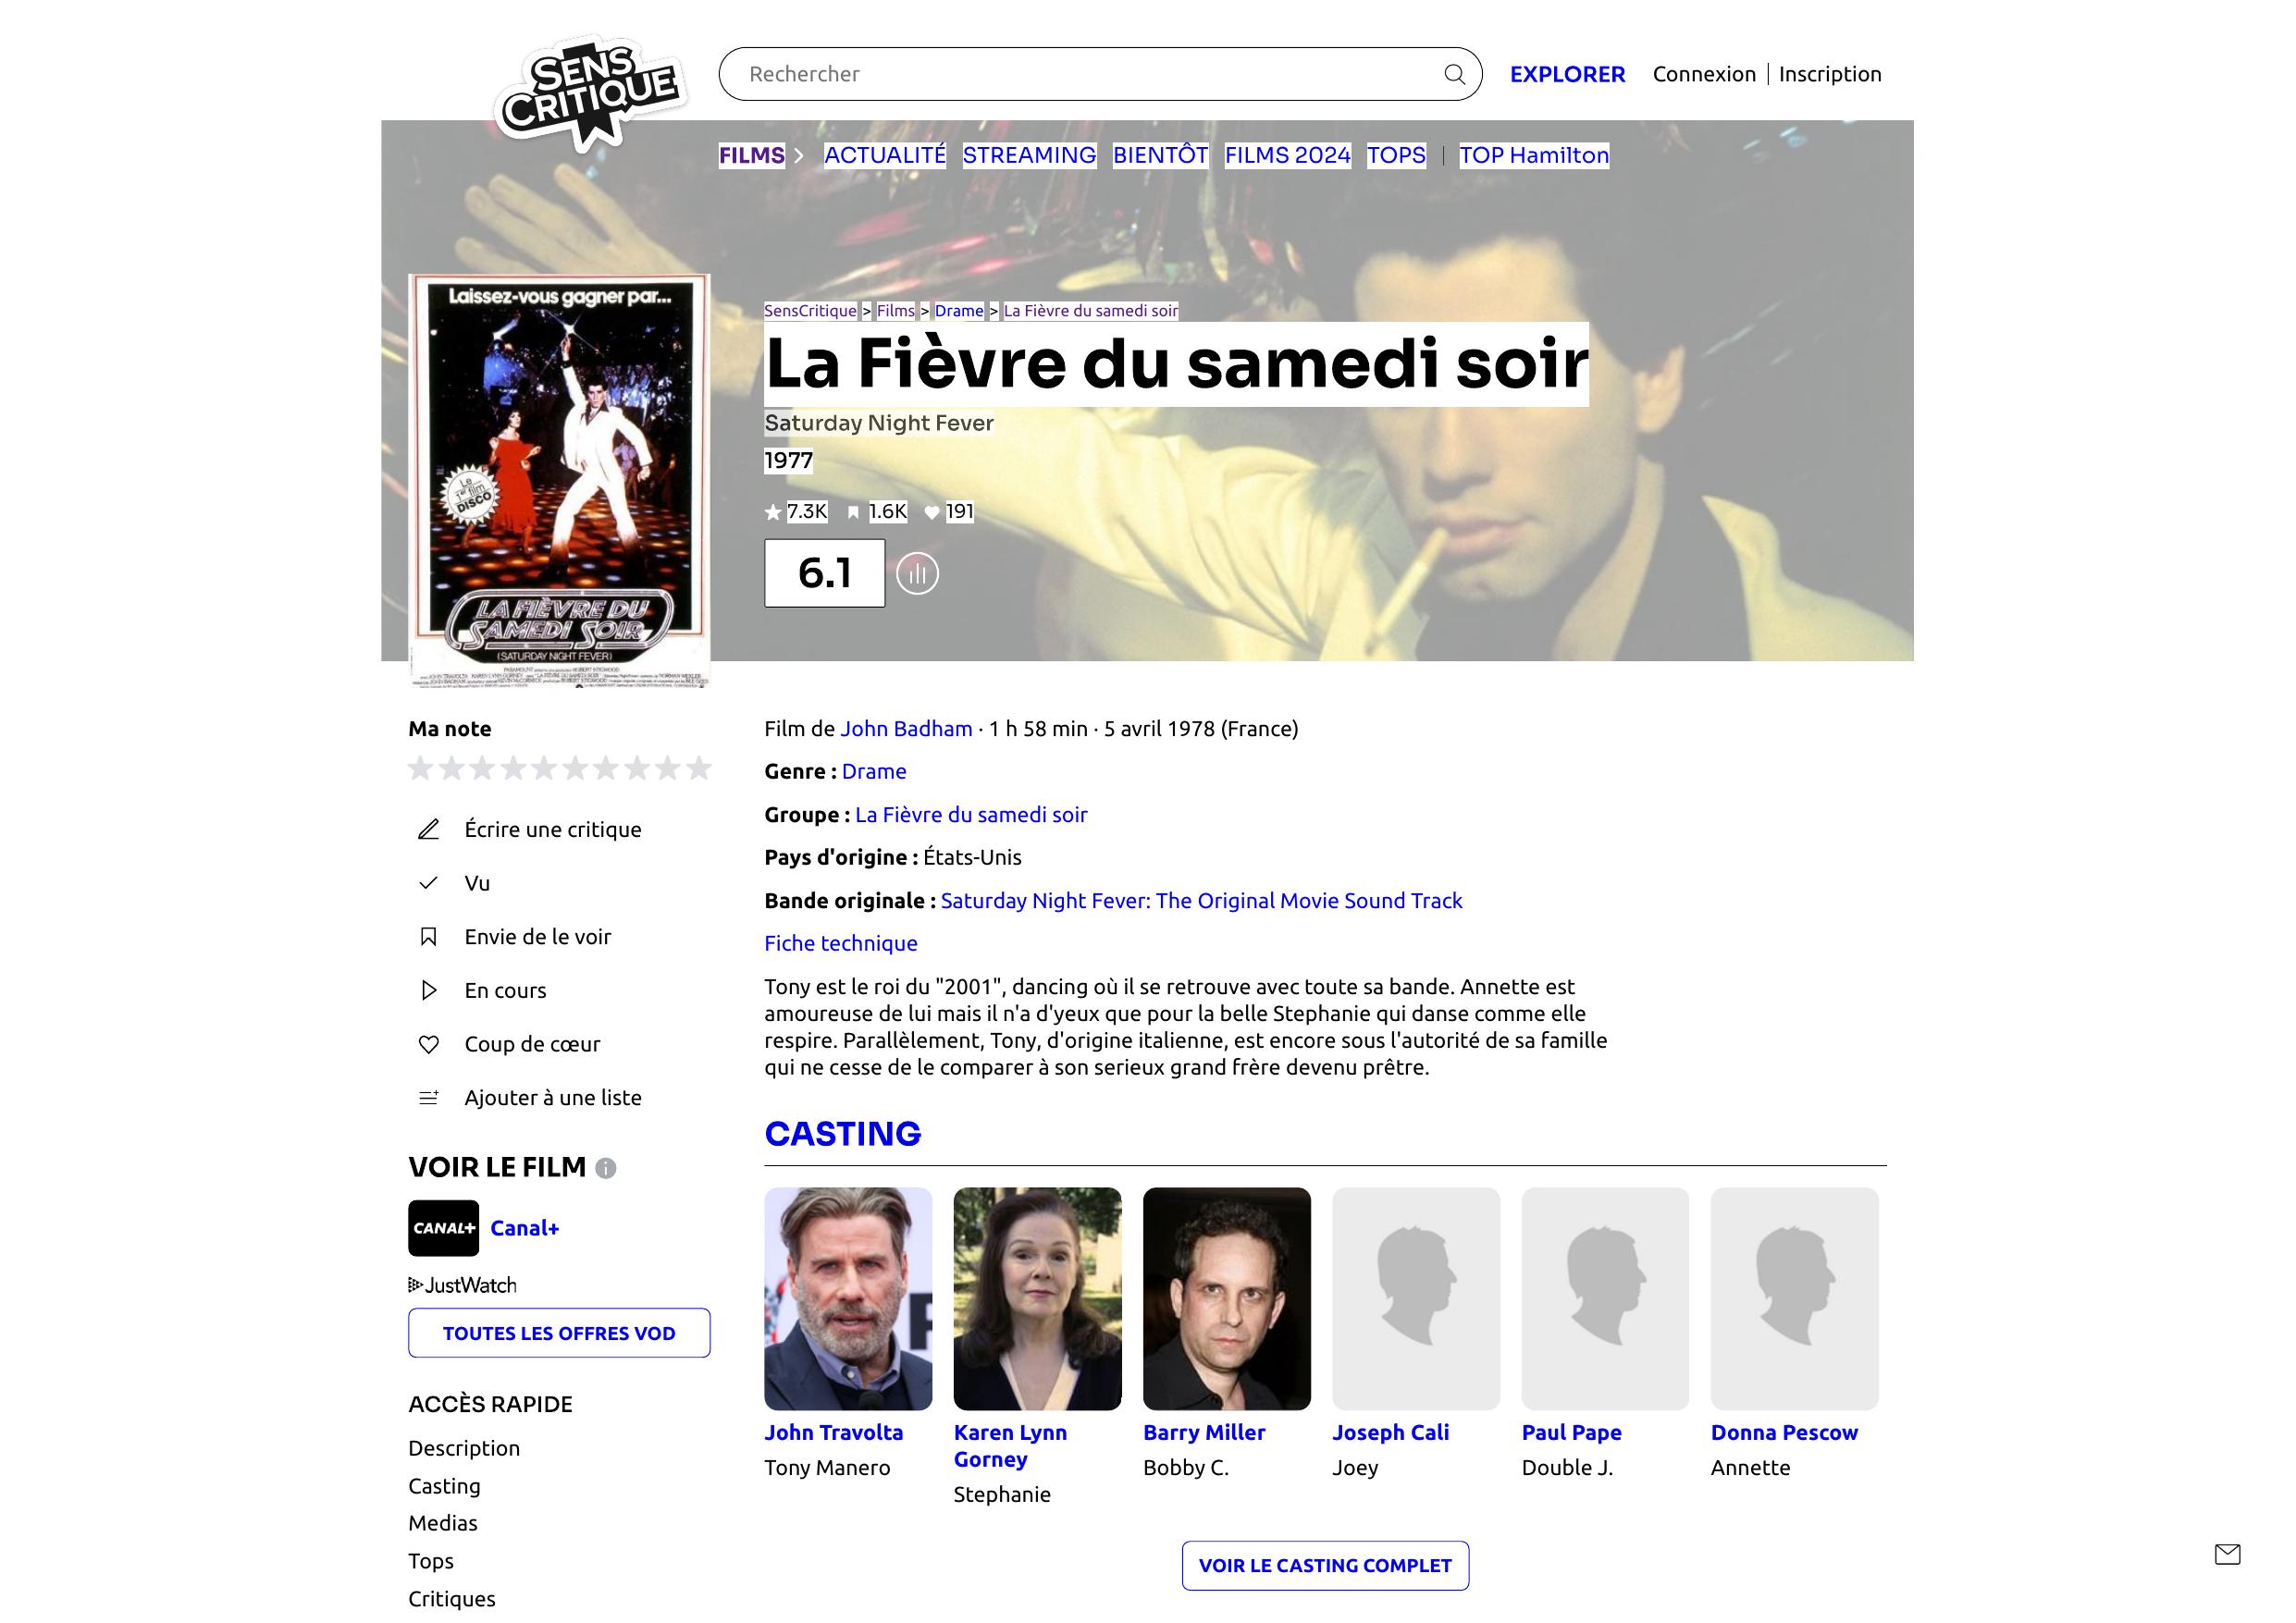 SENS
CRITIQUE
Rechercher
EXPLORER
Connexion | Inscription
FILMS
ACTUALITÉ
STREAMING
BIENTÔT
FILMS 2024
TOPS
TOP Hamilton
Laissez-vous gagner par...
Le
1er film
DISCO
LA FIÈVRE DU
SAMEDI SOIR
(SATURDAY NIGHT FEVER)
SensCritique > Films > Drame > La Fièvre du samedi soir
La Fièvre du samedi soir
Saturday Night Fever
1977
7.3K 1.6K 191
6.1
Ma note
Écrire une critique
Vu
Envie de le voir
En cours
Coup de cœur
Ajouter à une liste
VOIR LE FILM
CANAL+ Canal+
JustWatch
TOUTES LES OFFRES VOD
ACCÈS RAPIDE
Description
Casting
Medias
Tops
Critiques
Film de John Badham · 1 h 58 min · 5 avril 1978 (France)
Genre : Drame
Groupe : La Fièvre du samedi soir
Pays d'origine : États-Unis
Bande originale : Saturday Night Fever: The Original Movie Sound Track
Fiche technique
Tony est le roi du "2001", dancing où il se retrouve avec toute sa bande. Annette est
amoureuse de lui mais il n'a d'yeux que pour la belle Stephanie qui danse comme elle
respire. Parallèlement, Tony, d'origine italienne, est encore sous l'autorité de sa famille
qui ne cesse de le comparer à son serieux grand frère devenu prêtre.
CASTING
John Travolta
Tony Manero
Karen Lynn
Gorney
Stephanie
Barry Miller
Bobby C.
Joseph Cali
Joey
Paul Pape
Double J.
Donna Pescow
Annette
VOIR LE CASTING COMPLET